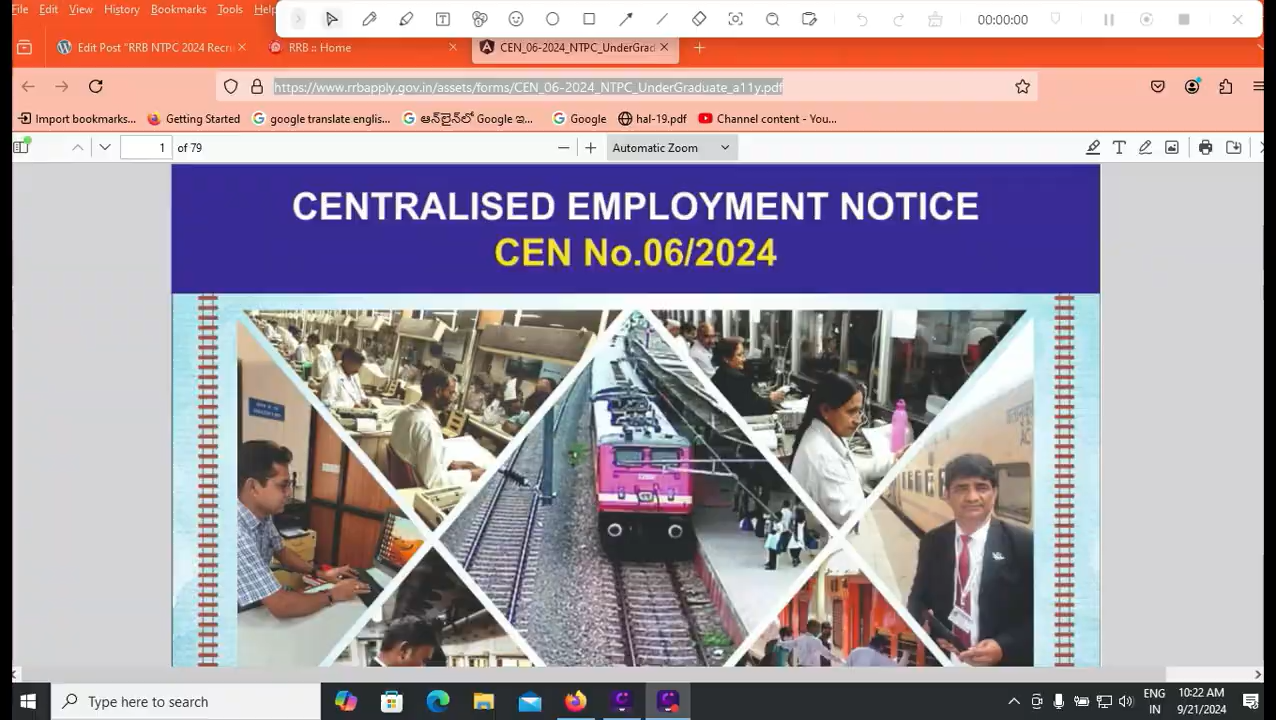 File Edit View History Bookmarks Tools Help
00:00:00
Edit Post "RRB NTPC 2024 Recru
RRB :: Home
CEN_06-2024_NTPC_UnderGrad
https://www.rrbapply.gov.in/assets/forms/CEN_06-2024_NTPC_UnderGraduate_a11y.pdf
Import bookmarks...
Getting Started
google translate englis...
ఆన్‌లైన్‌లో Google ఇ...
Google
hal-19.pdf
Channel content - You...
1 of 79
Automatic Zoom
CENTRALISED EMPLOYMENT NOTICE
CEN No.06/2024
Type here to search
ENG
IN
10:22 AM
9/21/2024